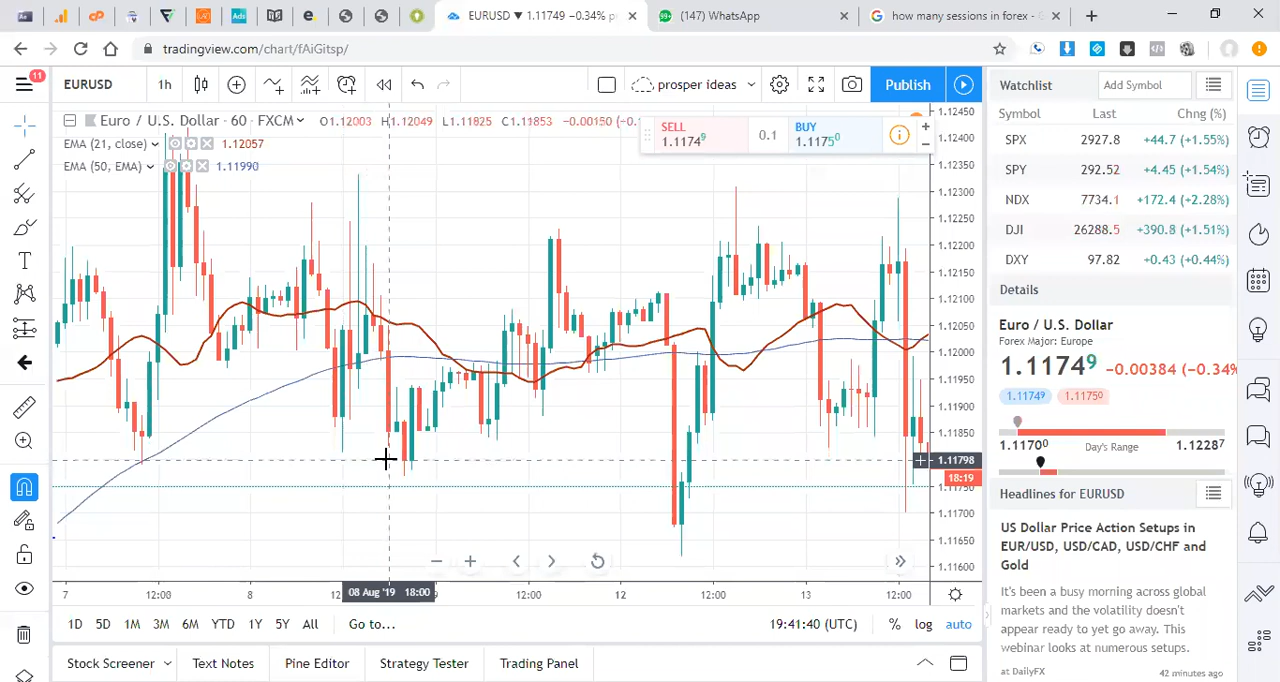 Ads
EURUSD ▼ 1.11749 −0.34% p
(147) WhatsApp
how many sessions in forex - G
tradingview.com/chart/fAiGitsp/
11
EURUSD
1h
prosper ideas
Publish
Euro / U.S. Dollar · 60 · FXCM
O1.12003 H1.12049 L1.11825 C1.11853 −0.00150 (−0.
EMA (21, close) 1.12057
EMA (50, EMA) 1.11990
SELL
1.11749
0.1
BUY
1.11750
1.12450
1.12400
1.12350
1.12300
1.12250
1.12200
1.12150
1.12100
1.12050
1.12000
1.11950
1.11900
1.11850
1.11798
18:19
1.11750
1.11700
1.11650
1.11600
7 12:00 8 12 08 Aug '19 18:00 9 12:00 12 12:00 13 12:00
1D 5D 1M 3M 6M YTD 1Y 5Y All Go to... 19:41:40 (UTC) % log auto
Stock Screener Text Notes Pine Editor Strategy Tester Trading Panel
Watchlist
Add Symbol
Symbol Last Chng (%)
SPX 2927.8 +44.7 (+1.55%)
SPY 292.52 +4.45 (+1.54%)
NDX 7734.1 +172.4 (+2.28%)
DJI 26288.5 +390.8 (+1.51%)
DXY 97.82 +0.43 (+0.44%)
Details
Euro / U.S. Dollar
Forex Major: Europe
1.11749 −0.00384 (−0.34%
1.11749 1.11750
1.11700 Day's Range 1.12287
Headlines for EURUSD
US Dollar Price Action Setups in
EUR/USD, USD/CAD, USD/CHF and
Gold
It's been a busy morning across global
markets and the volatility doesn't
appear ready to yet go away. This
webinar looks at numerous setups.
at DailyFX 42 minutes ago